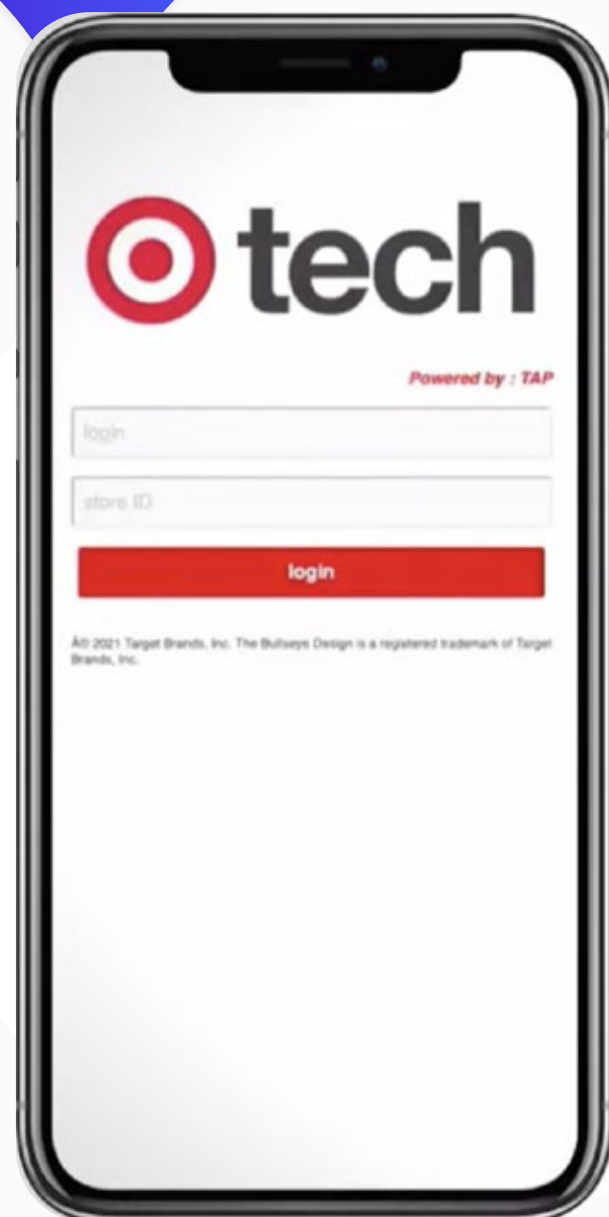 tech
Powered by : TAP
login
store ID
login
Â© 2021 Target Brands, Inc. The Bullseye Design is a registered trademark of Target
Brands, Inc.